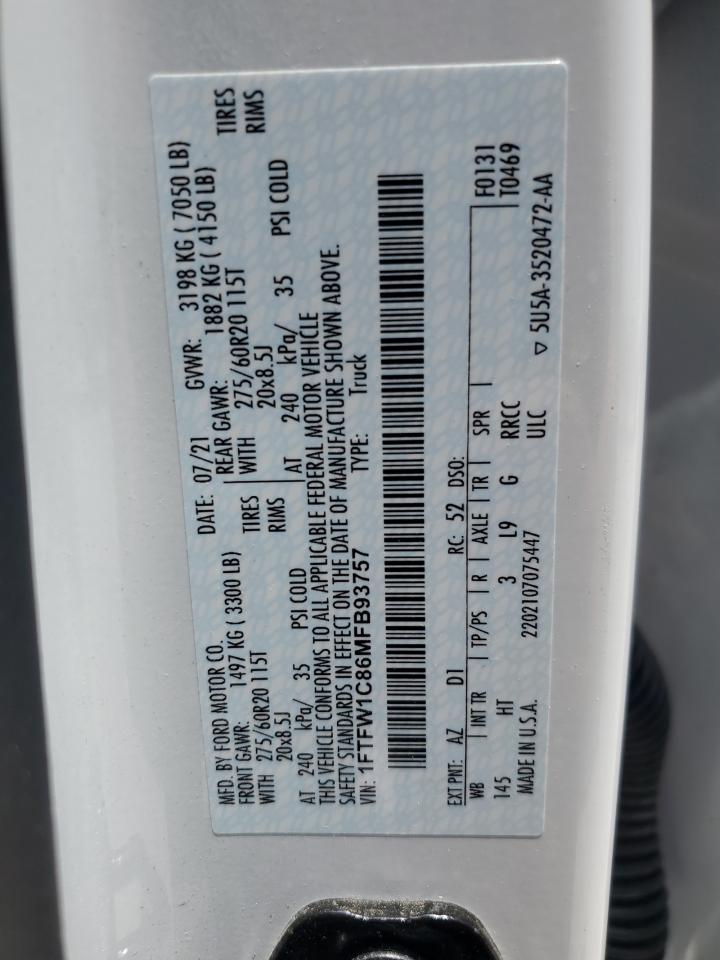 MFD. BY FORD MOTOR CO.
DATE: 07/21 GVWR: 3198 KG ( 7050 LB)
FRONT GAWR: 1497 KG ( 3300 LB) REAR GAWR: 1882 KG ( 4150 LB)
WITH 275/60R20 115T TIRES WITH 275/60R20 115T TIRES
20x8.5J RIMS 20x8.5J RIMS
AT 240 kPa/ 35 PSI COLD AT 240 kPa/ 35 PSI COLD
THIS VEHICLE CONFORMS TO ALL APPLICABLE FEDERAL MOTOR VEHICLE
SAFETY STANDARDS IN EFFECT ON THE DATE OF MANUFACTURE SHOWN ABOVE.
VIN: 1FTFW1C86MFB93757 TYPE: Truck
EXT PNT: AZ D1 RC: 52 DSO: F0131
WB INT TR TP/PS R AXLE TR SPR T0469
145 HT 3 L9 G RRCC
MADE IN U.S.A. 2202107075447 ULC ▽ 5U5A-3520472-AA